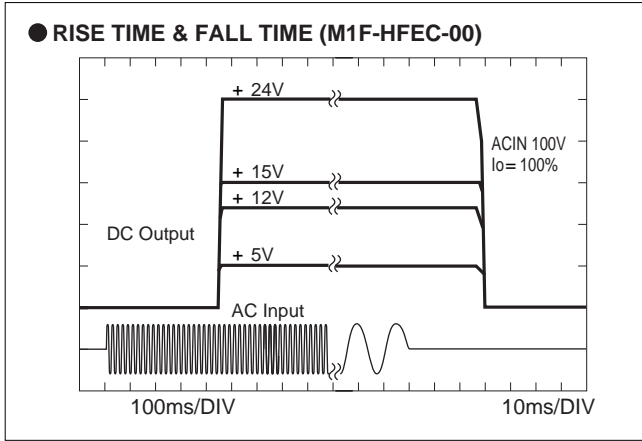 ● RISE TIME & FALL TIME (M1F-HFEC-00)
+ 24V
ACIN 100V
Io= 100%
+ 15V
+ 12V
DC Output
+ 5V
AC Input
100ms/DIV
10ms/DIV